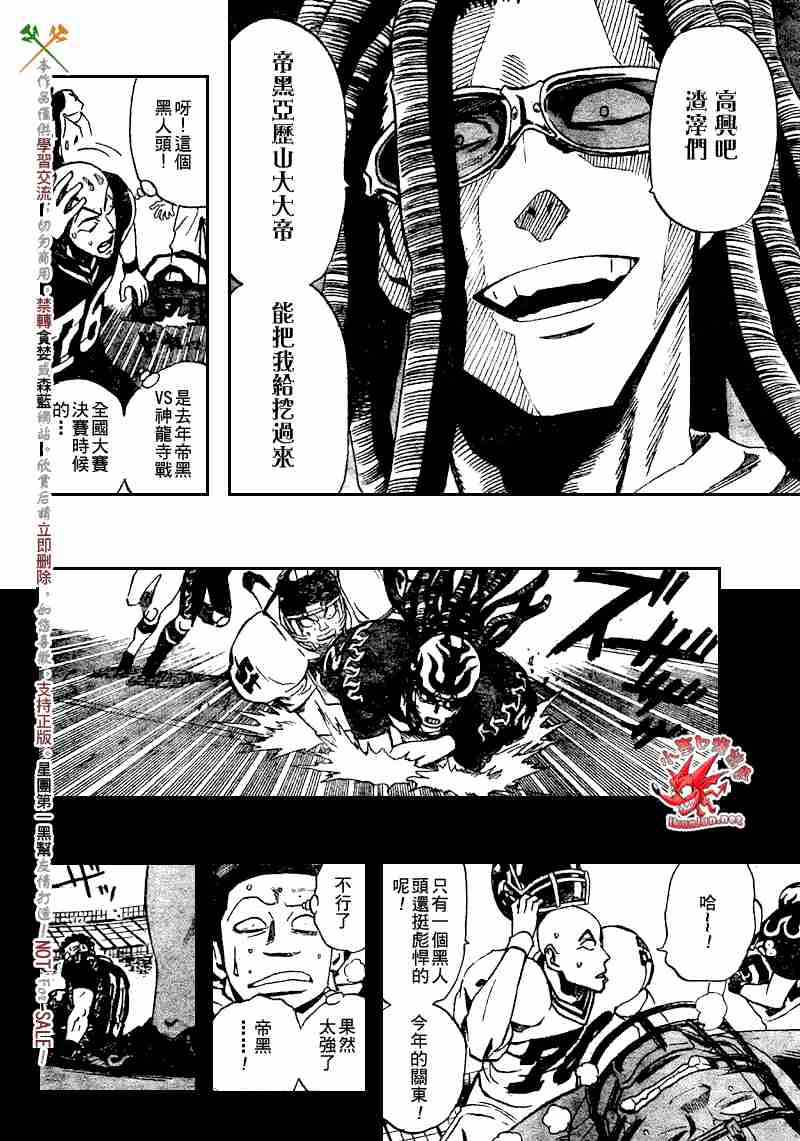 高興吧
渣滓們
帝黑亞歷山大大帝
能把我給挖過來
呀！這個
黑人頭！
是去年帝黑
VS神龍寺戰
全國大賽
決賽時候
的…
ズズ
哈～！
只有一個黑人
頭還挺彪悍的
呢！
今年的關東！
不行了
果然
太強了
帝黑
……！
本作品僅供學習交流，切勿商用，禁轉貪婪或森藍網站。欣賞后請立即刪除，如您喜歡，支持正版。星團第一黑幫友情打造！NOT For SALE！